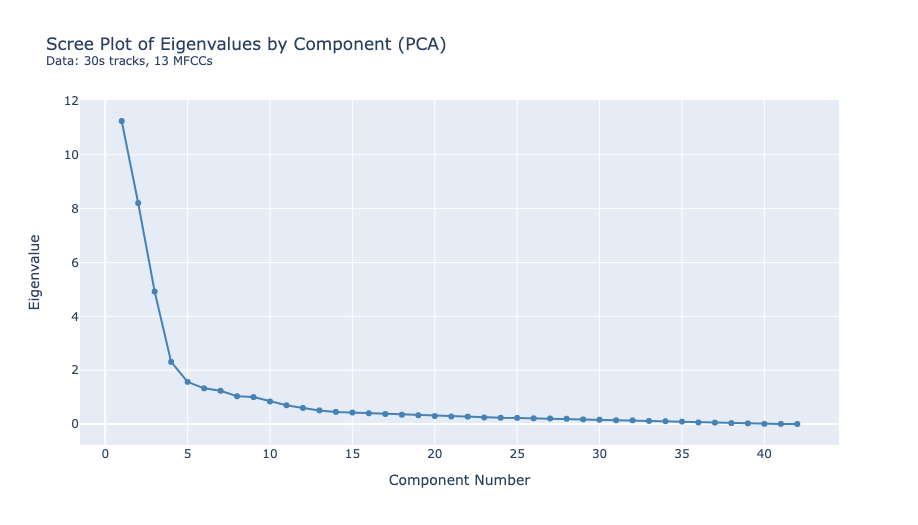 Scree Plot of Eigenvalues by Component (PCA)
Data: 30s tracks, 13 MFCCs
12
10
8
6
4
2
0
Eigenvalue
0 5 10 15 20 25 30 35 40
Component Number